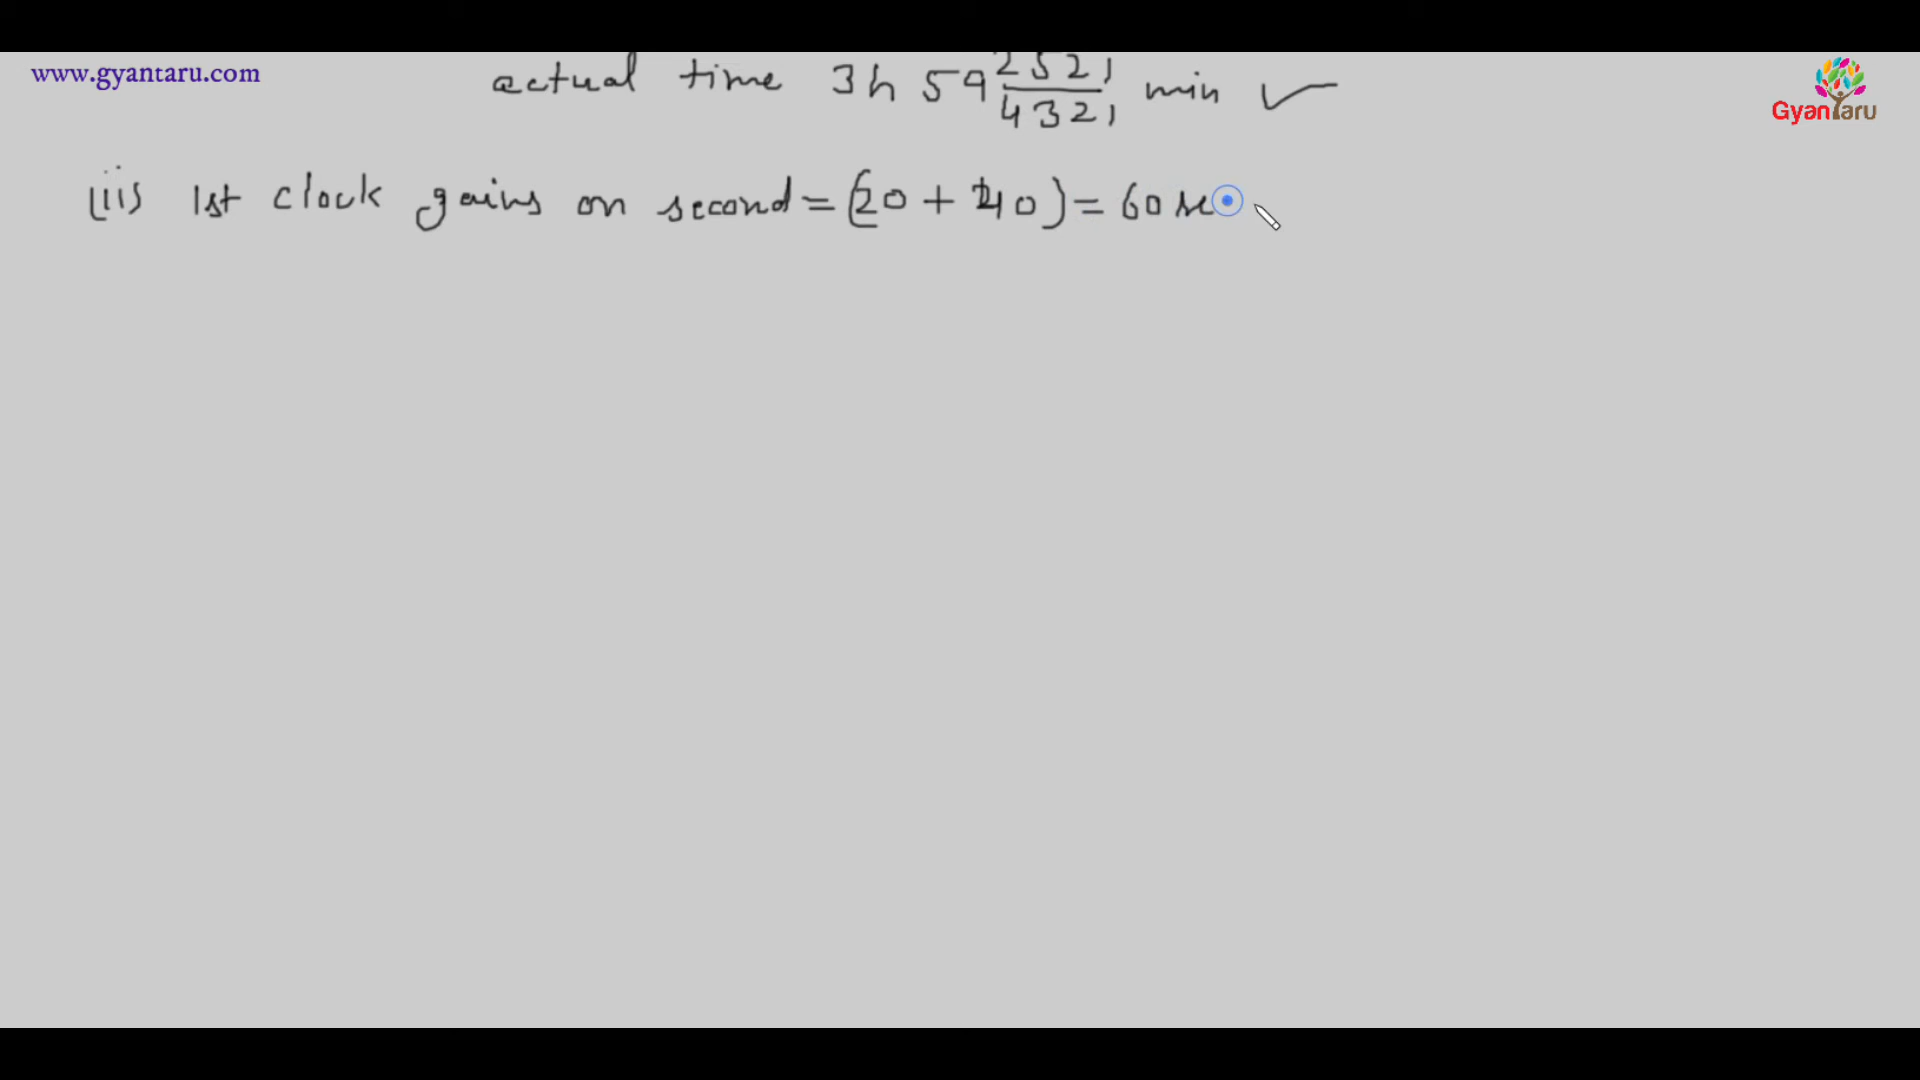 www.gyantaru.com
actual time 3h 59 2521/4321 min ✓
GyanTaru
(ii) 1st clock gains on second = (20 + 40) = 60 se